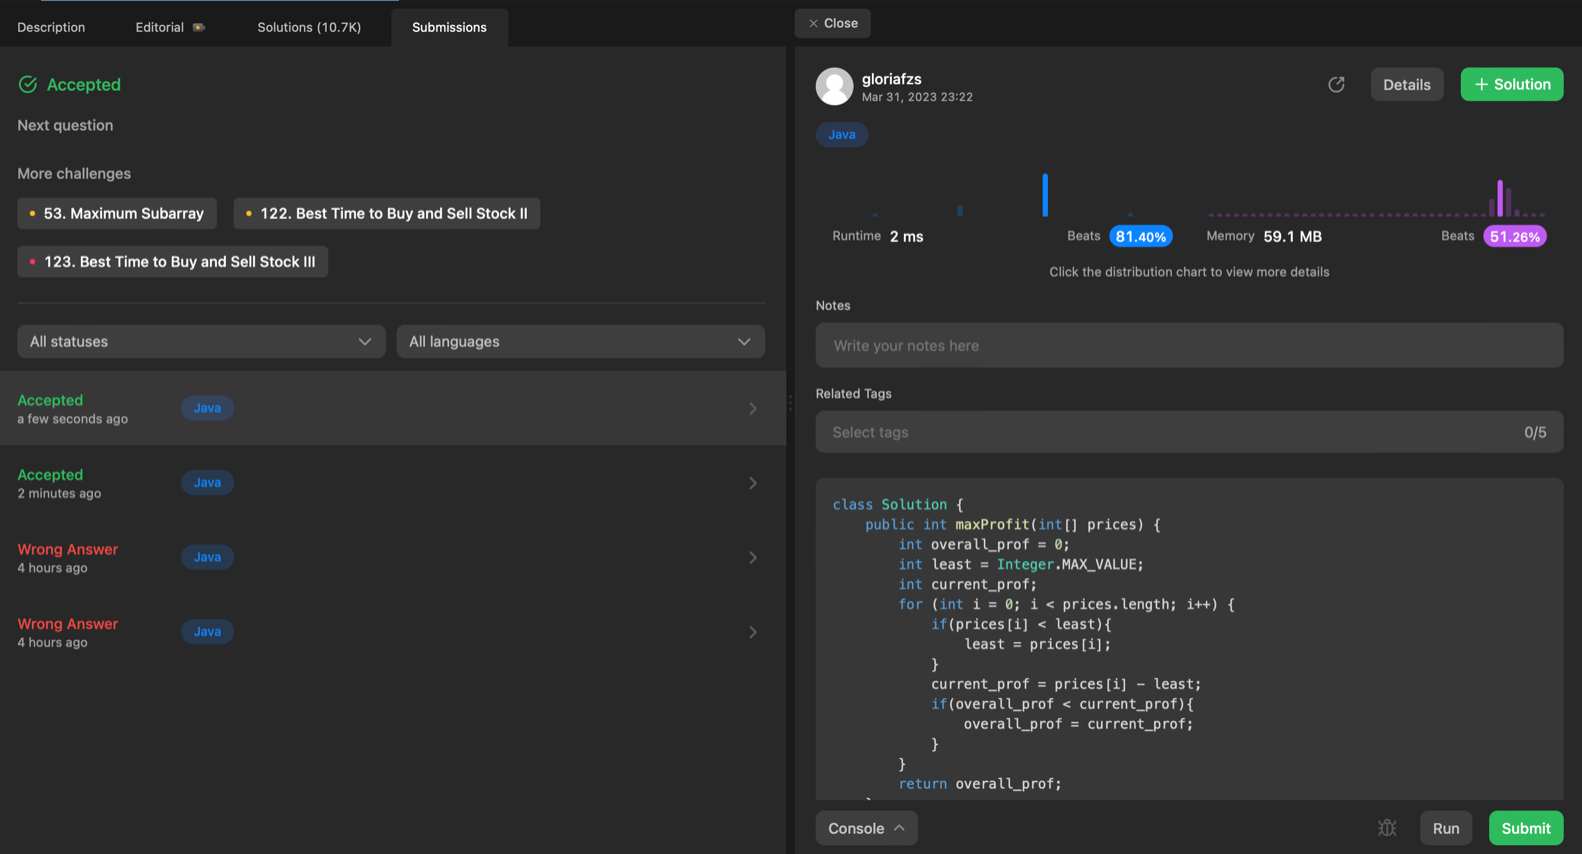 Description
Editorial
Solutions (10.7K)
Submissions
Accepted
Next question
More challenges
53. Maximum Subarray
122. Best Time to Buy and Sell Stock II
123. Best Time to Buy and Sell Stock III
All statuses
All languages
Accepted
a few seconds ago
Java
Accepted
2 minutes ago
Java
Wrong Answer
4 hours ago
Java
Wrong Answer
4 hours ago
Java
Close
gloriafzs
Mar 31, 2023 23:22
Details
+ Solution
Java
Runtime 2 ms
Beats 81.40%
Memory 59.1 MB
Beats 51.26%
Click the distribution chart to view more details
Notes
Write your notes here
Related Tags
Select tags
0/5
class Solution {
    public int maxProfit(int[] prices) {
        int overall_prof = 0;
        int least = Integer.MAX_VALUE;
        int current_prof;
        for (int i = 0; i < prices.length; i++) {
            if(prices[i] < least){
                least = prices[i];
            }
            current_prof = prices[i] - least;
            if(overall_prof < current_prof){
                overall_prof = current_prof;
            }
        }
        return overall_prof;
    }
Console
Run
Submit